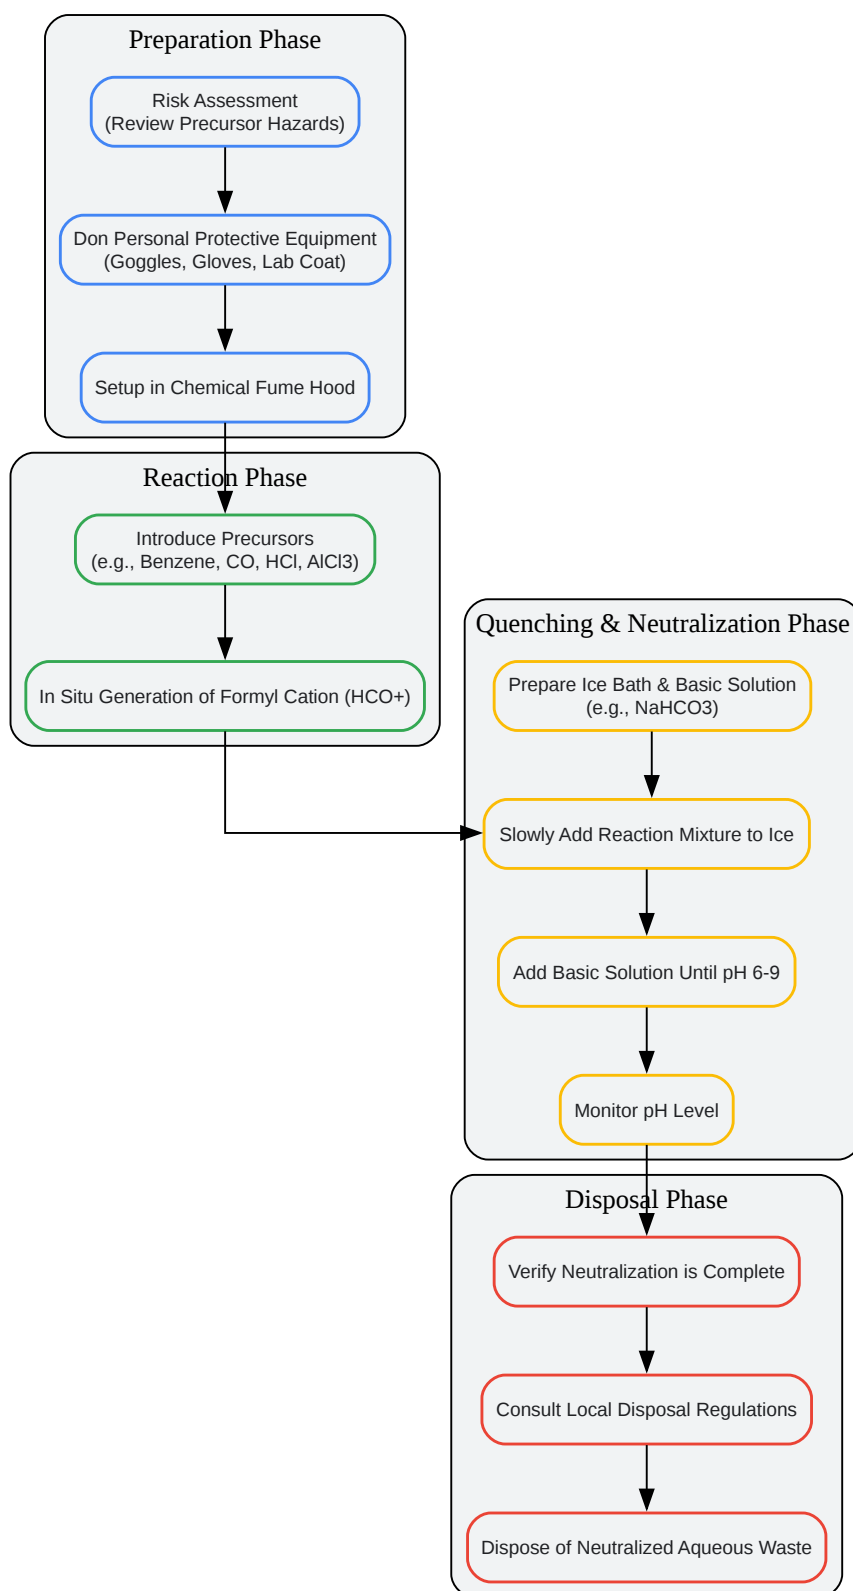 Preparation Phase
Risk Assessment
(Review Precursor Hazards)
Don Personal Protective Equipment
(Goggles, Gloves, Lab Coat)
Setup in Chemical Fume Hood
Reaction Phase
Introduce Precursors
(e.g., Benzene, CO, HCl, AlCl3)
In Situ Generation of Formyl Cation (HCO+)
Quenching & Neutralization Phase
Prepare Ice Bath & Basic Solution
(e.g., NaHCO3)
Slowly Add Reaction Mixture to Ice
Add Basic Solution Until pH 6-9
Monitor pH Level
Disposal Phase
Verify Neutralization is Complete
Consult Local Disposal Regulations
Dispose of Neutralized Aqueous Waste